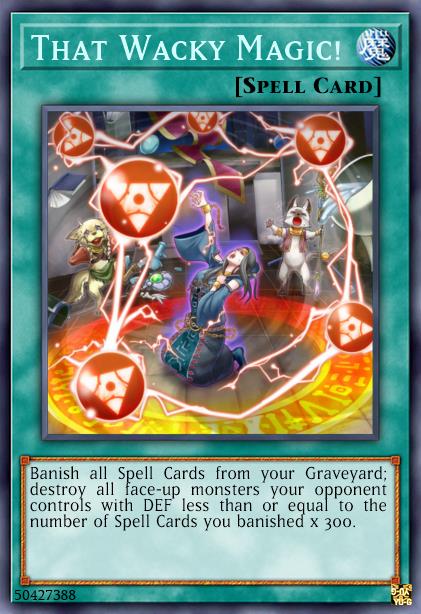 THAT WACKY MAGIC!
魔
[SPELL CARD]
Banish all Spell Cards from your Graveyard;
destroy all face-up monsters your opponent
controls with DEF less than or equal to the
number of Spell Cards you banished x 300.
50427388